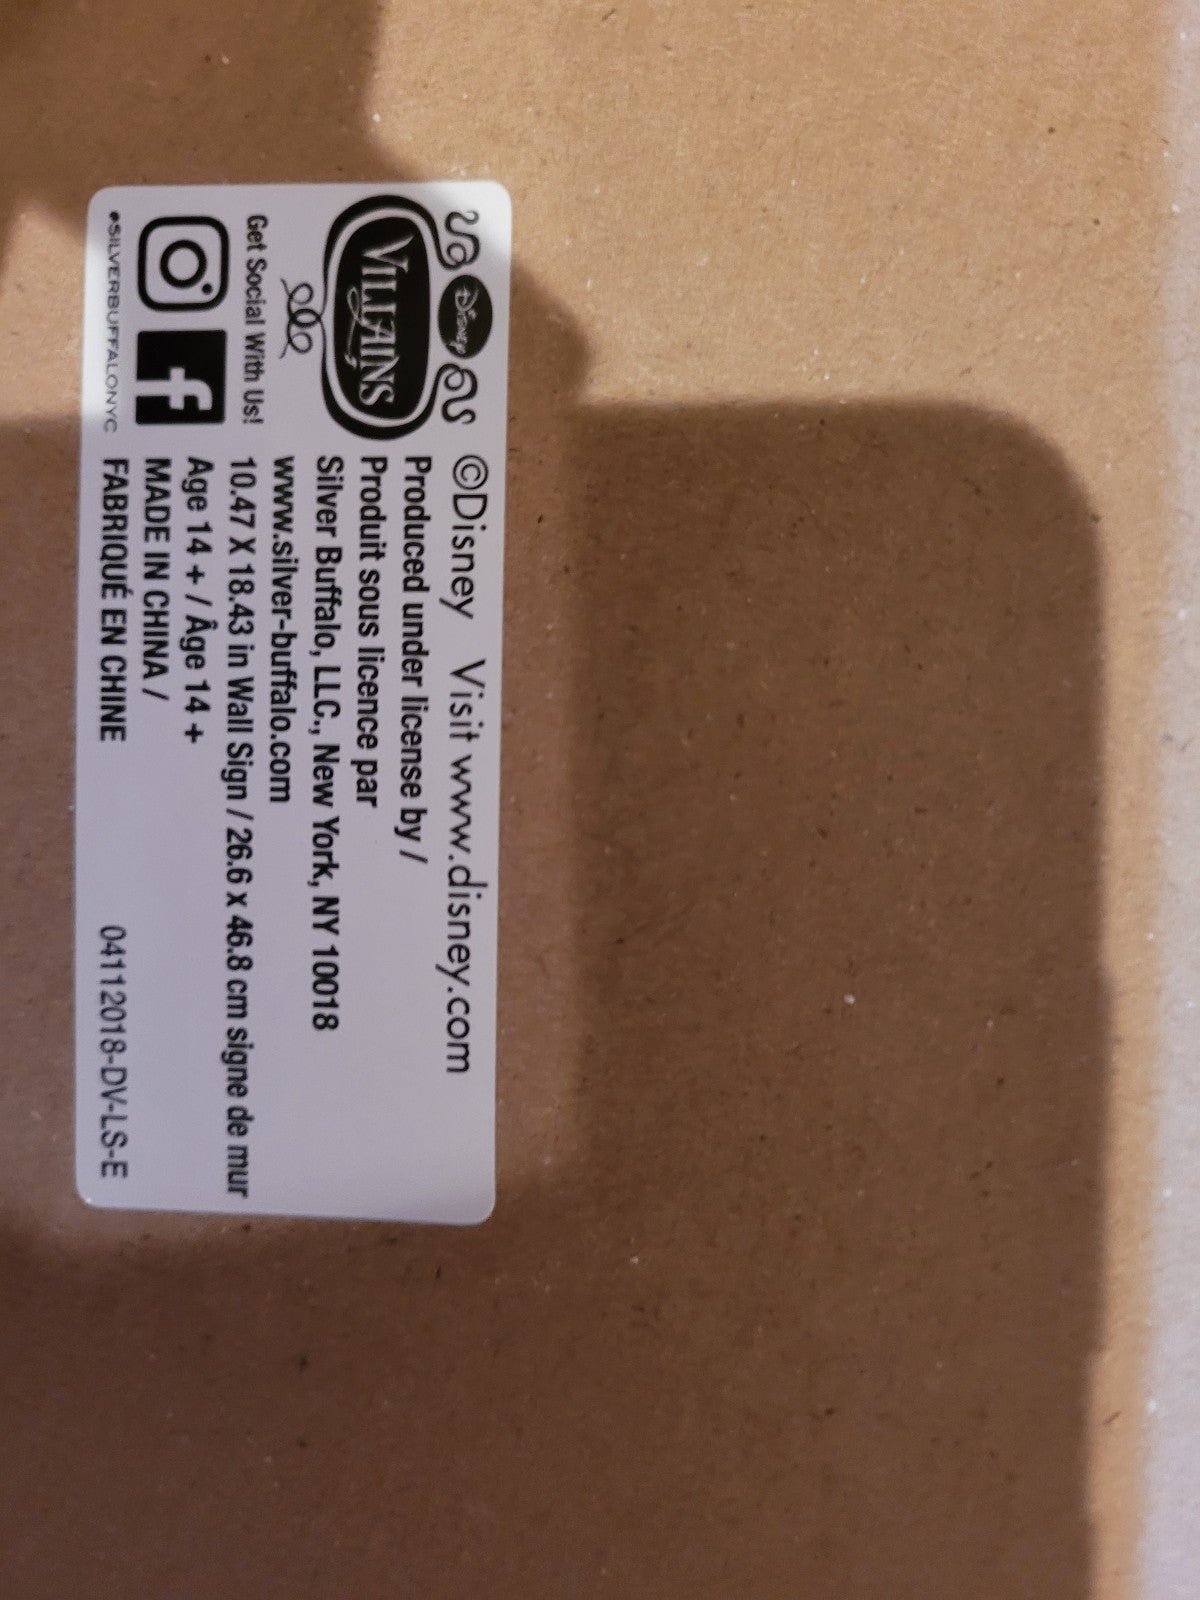 Disney
VILLAINS
Get Social With Us!
•SILVERBUFFALONYC
©Disney Visit www.disney.com
Produced under license by /
Produit sous licence par
Silver Buffalo, LLC., New York, NY 10018
www.silver-buffalo.com
10.47 X 18.43 in Wall Sign / 26.6 x 46.8 cm signe de mur
Age 14 + / Âge 14 +
MADE IN CHINA /
FABRIQUÉ EN CHINE
04112018-DV-LS-E